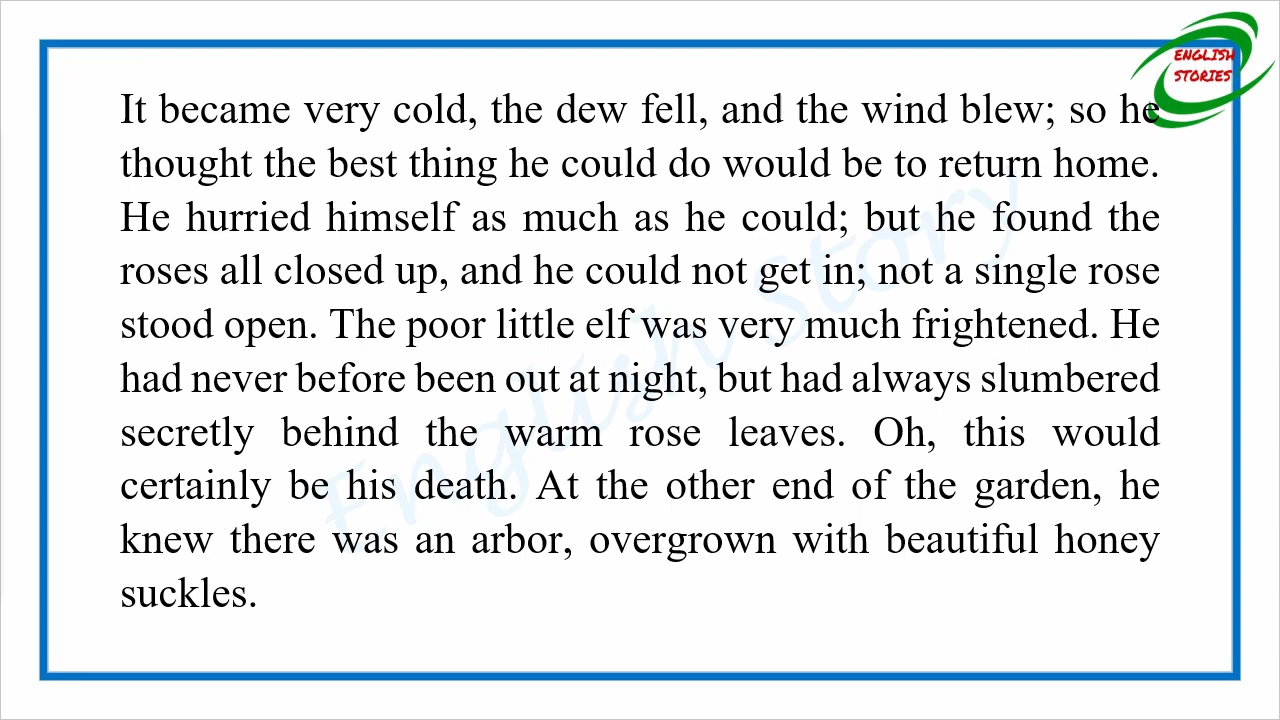 ENGLISH
STORIES
It became very cold, the dew fell, and the wind blew; so he
thought the best thing he could do would be to return home.
He hurried himself as much as he could; but he found the
roses all closed up, and he could not get in; not a single rose
stood open. The poor little elf was very much frightened. He
had never before been out at night, but had always slumbered
secretly behind the warm rose leaves. Oh, this would
certainly be his death. At the other end of the garden, he
knew there was an arbor, overgrown with beautiful honey
suckles.
English Story